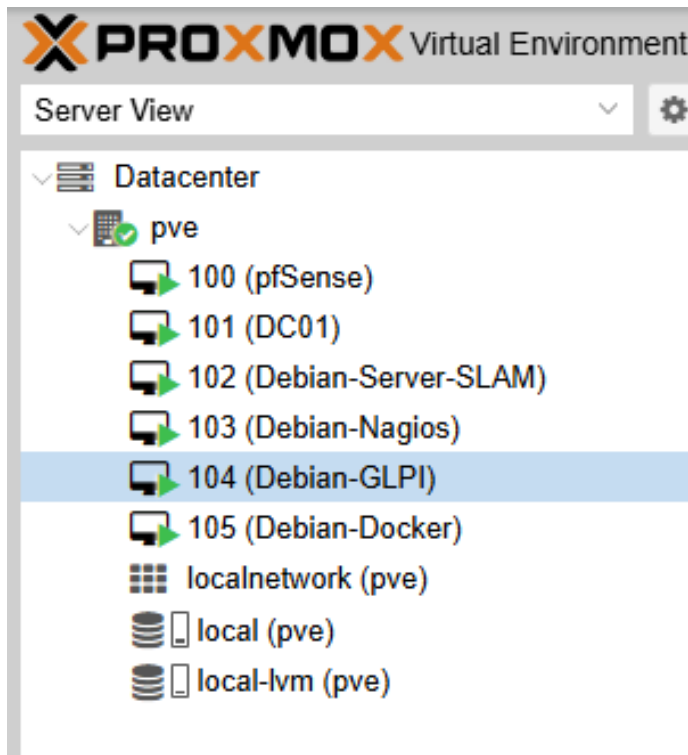 PROXMOX Virtual Environment
Server View
Datacenter
pve
100 (pfSense)
101 (DC01)
102 (Debian-Server-SLAM)
103 (Debian-Nagios)
104 (Debian-GLPI)
105 (Debian-Docker)
localnetwork (pve)
local (pve)
local-lvm (pve)